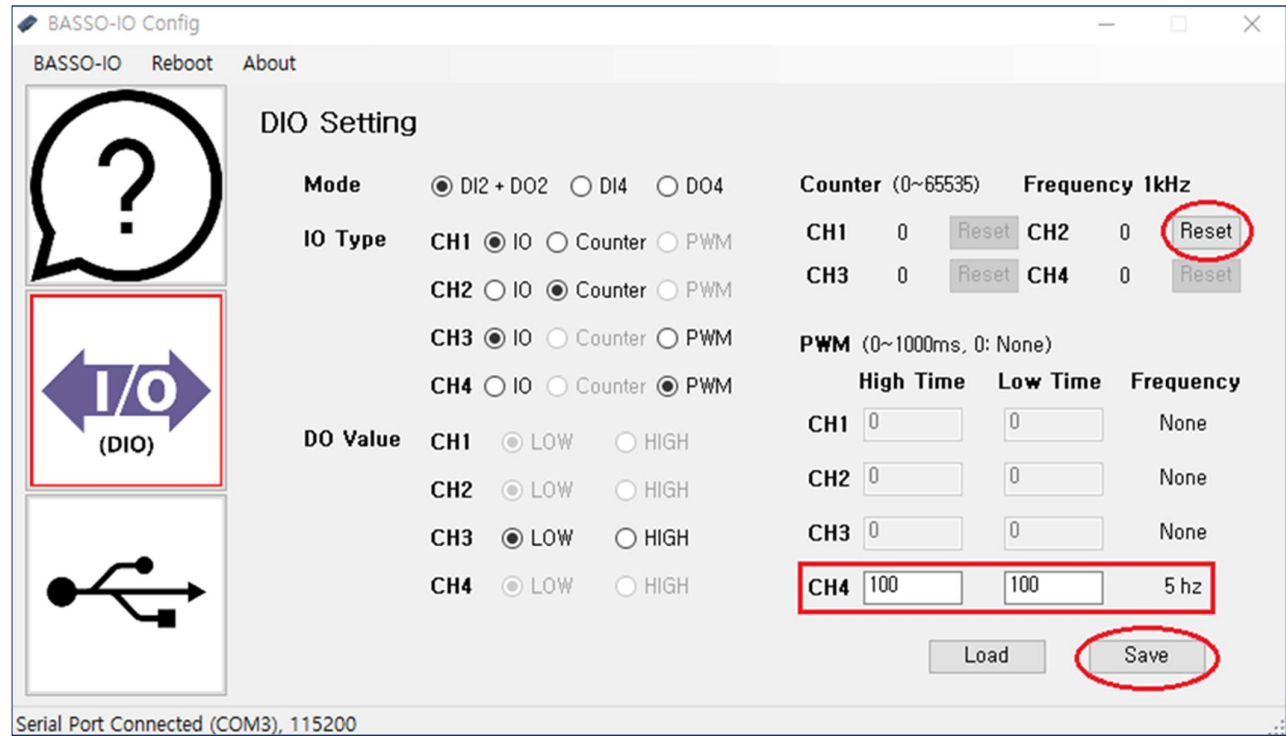 BASSO-IO Config
BASSO-IO Reboot About
?
I/O
(DIO)
DIO Setting
Mode DI2 + DO2 DI4 DO4
IO Type CH1 IO Counter PWM
CH2 IO Counter PWM
CH3 IO Counter PWM
CH4 IO Counter PWM
DO Value CH1 LOW HIGH
CH2 LOW HIGH
CH3 LOW HIGH
CH4 LOW HIGH
Counter (0~65535) Frequency 1kHz
CH1 0 Reset CH2 0 Reset
CH3 0 Reset CH4 0 Reset
PWM (0~1000ms, 0: None)
High Time Low Time Frequency
CH1 0 0 None
CH2 0 0 None
CH3 0 0 None
CH4 100 100 5 hz
Load Save
Serial Port Connected (COM3), 115200